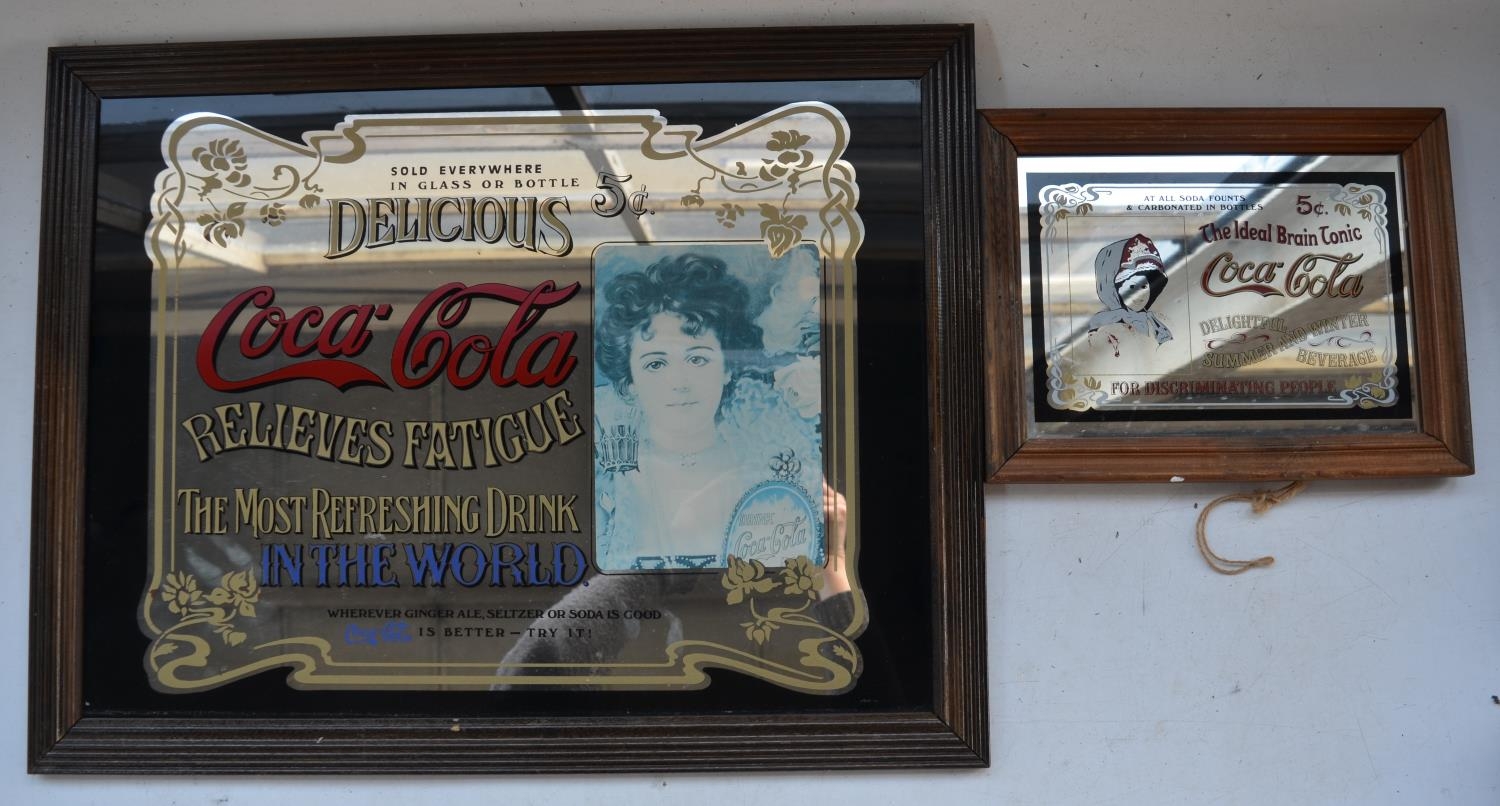 SOLD EVERYWHERE
IN GLASS OR BOTTLE
5¢.
DELICIOUS
Coca-Cola
RELIEVES FATIGUE
THE MOST REFRESHING DRINK
IN THE WORLD.
WHEREVER GINGER ALE, SELTZER OR SODA IS GOOD
Coca-Cola IS BETTER — TRY IT!
DRINK
Coca-Cola
AT ALL SODA FOUNTS
& CARBONATED IN BOTTLES
5¢.
The Ideal Brain Tonic
Coca-Cola
DELIGHTFUL
SUMMER AND WINTER
BEVERAGE
FOR DISCRIMINATING PEOPLE